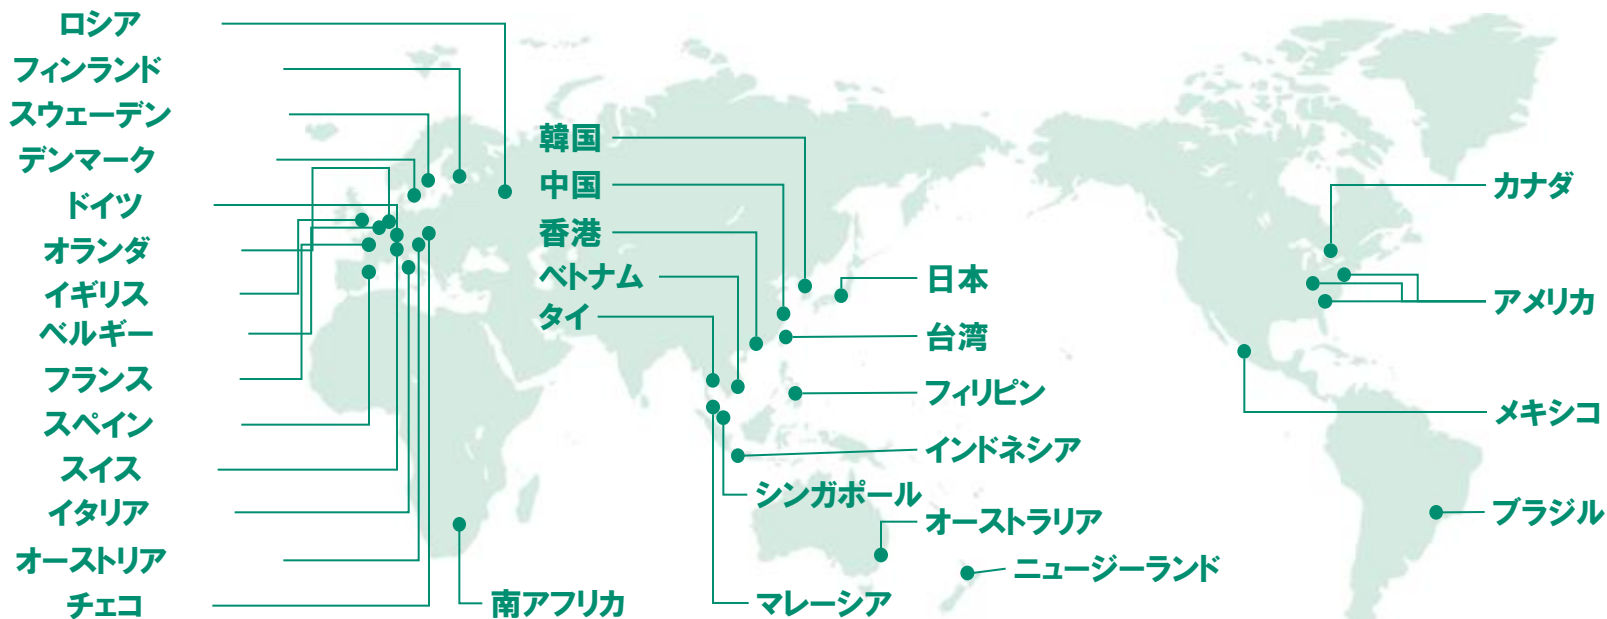 ロシア
フィンランド
スウェーデン
デンマーク
ドイツ
オランダ
イギリス
ベルギー
フランス
スペイン
スイス
イタリア
オーストリア
チェコ
韓国
中国
香港
ベトナム
タイ
日本
台湾
フィリピン
インドネシア
シンガポール
オーストラリア
ニュージーランド
マレーシア
南アフリカ
カナダ
アメリカ
メキシコ
ブラジル